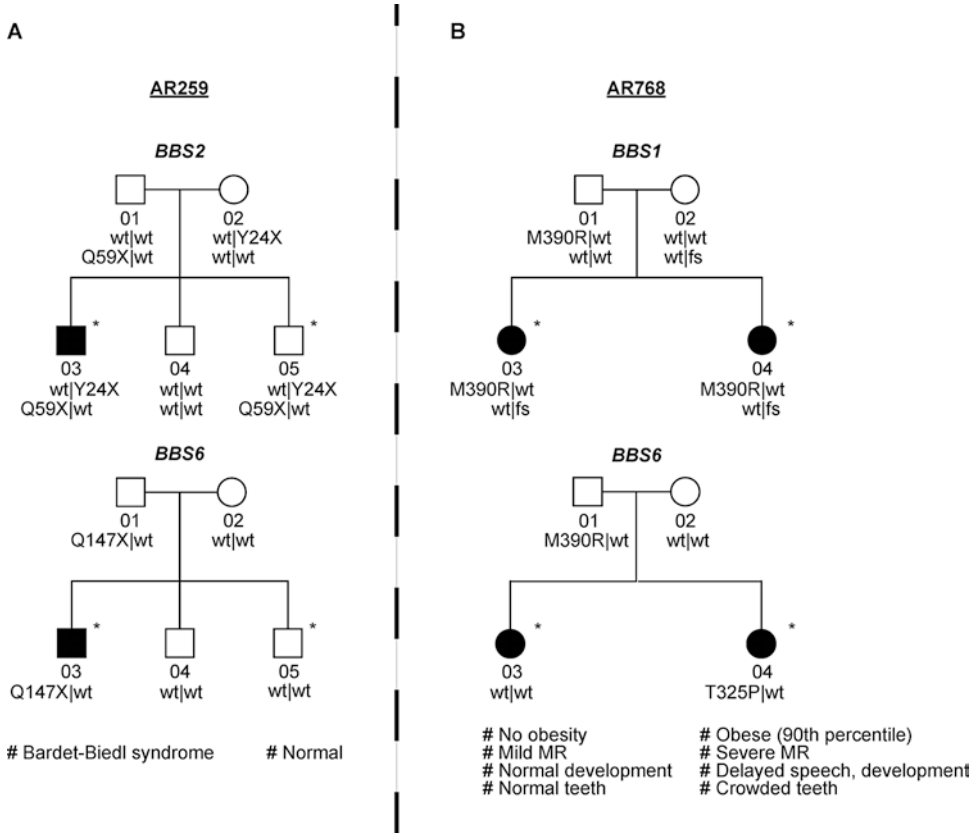 A
AR259
BBS2
01 02
wt|wt wt|Y24X
Q59X|wt wt|wt
* *
03 04 05
wt|Y24X wt|wt wt|Y24X
Q59X|wt wt|wt Q59X|wt
BBS6
01 02
Q147X|wt wt|wt
* *
03 04 05
Q147X|wt wt|wt wt|wt
# Bardet-Biedl syndrome # Normal
B
AR768
BBS1
01 02
M390R|wt wt|wt
wt|wt wt|fs
* *
03 04
M390R|wt M390R|wt
wt|fs wt|fs
BBS6
01 02
M390R|wt wt|wt
* *
03 04
wt|wt T325P|wt
# No obesity # Obese (90th percentile)
# Mild MR # Severe MR
# Normal development # Delayed speech, development
# Normal teeth # Crowded teeth